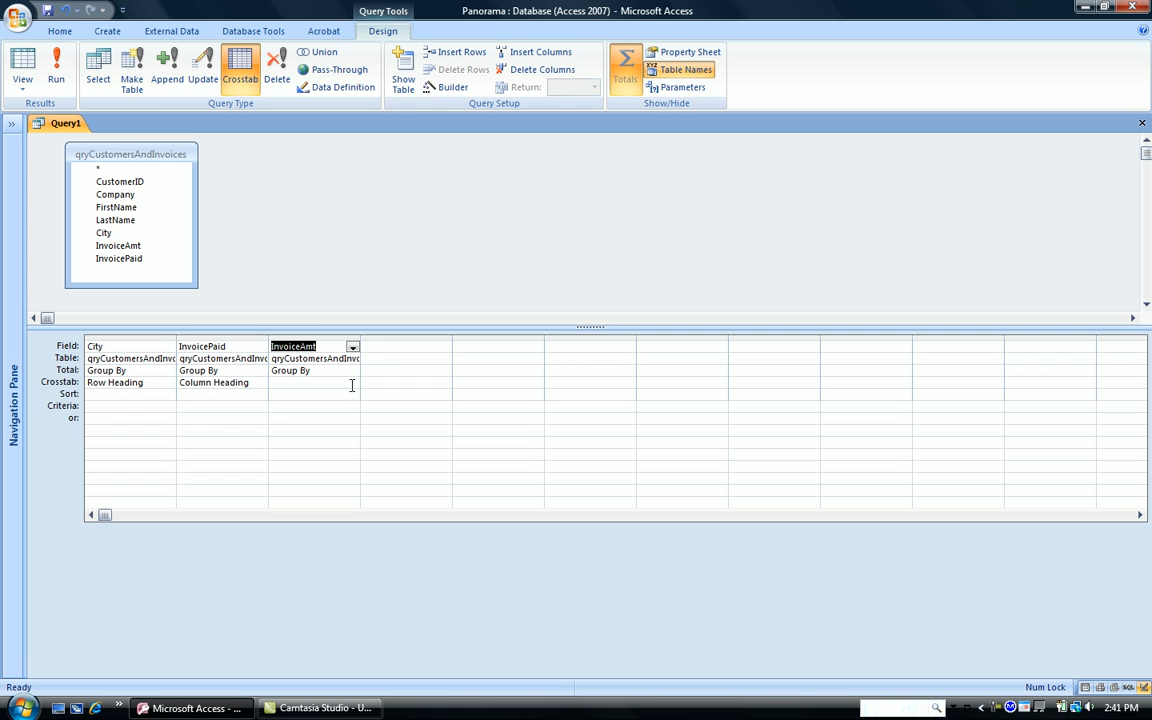 Query Tools
Panorama : Database (Access 2007) - Microsoft Access
Home Create External Data Database Tools Acrobat Design
View
Run
Results
Select
Make Table
Append
Update
Crosstab
Delete
Union
Pass-Through
Data Definition
Query Type
Show Table
Insert Rows
Delete Rows
Builder
Insert Columns
Delete Columns
Return:
Query Setup
Totals
Property Sheet
Table Names
Parameters
Show/Hide
Query1
qryCustomersAndInvoices
*
CustomerID
Company
FirstName
LastName
City
InvoiceAmt
InvoicePaid
Navigation Pane
Field: City InvoicePaid InvoiceAmt
Table: qryCustomersAndInvoic qryCustomersAndInvoic qryCustomersAndInvoic
Total: Group By Group By Group By
Crosstab: Row Heading Column Heading
Sort:
Criteria:
or:
Ready
Num Lock
SQL
Microsoft Access - ...
Camtasia Studio - U...
2:41 PM